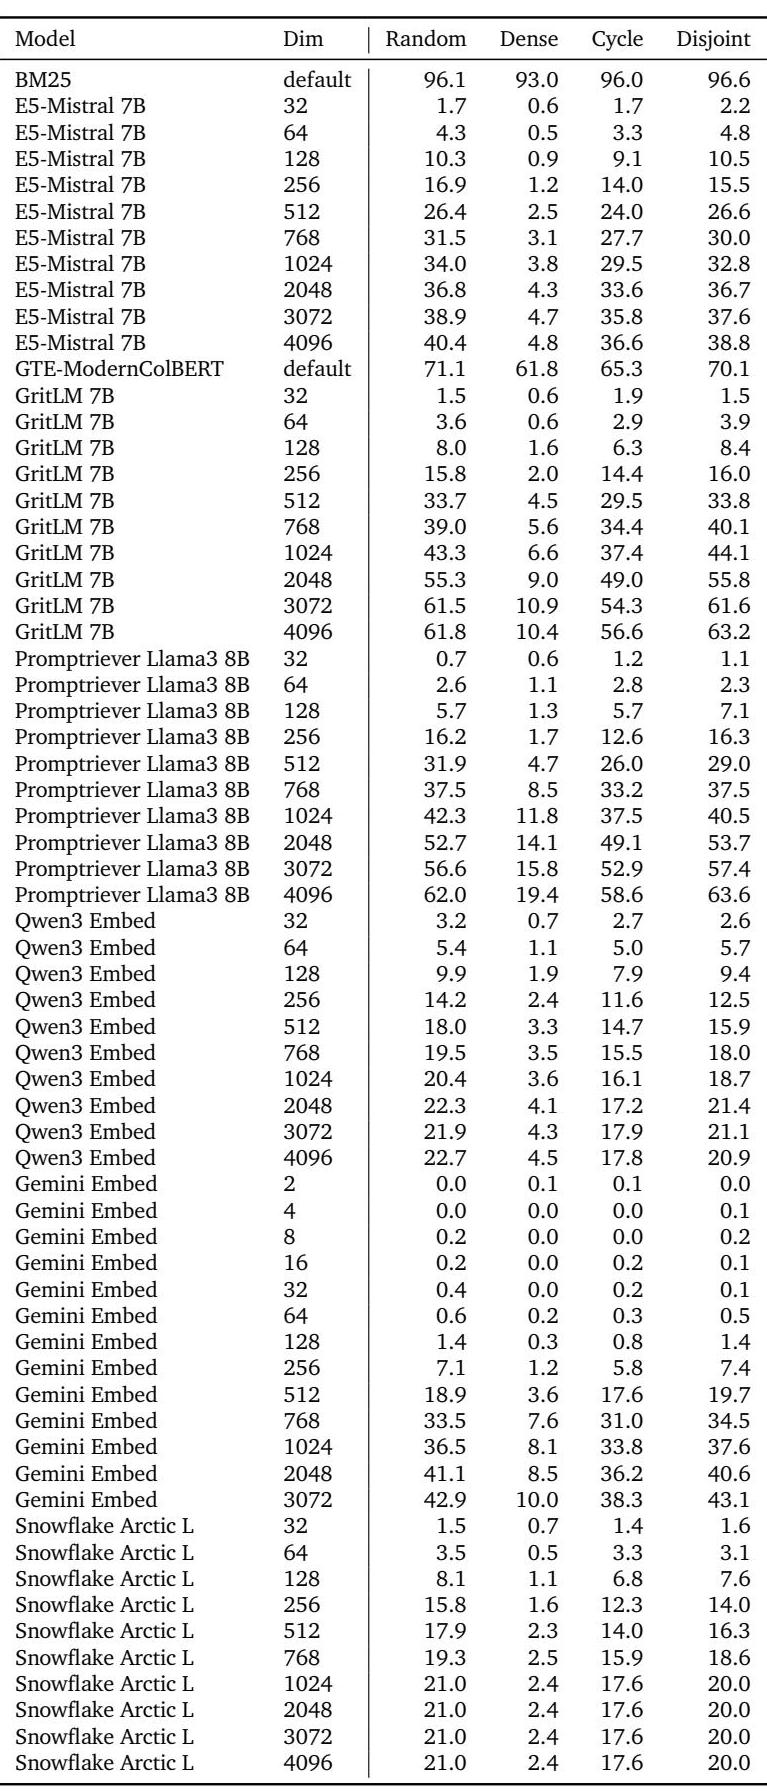 Model Dim Random Dense Cycle Disjoint
BM25 default 96.1 93.0 96.0 96.6
E5-Mistral 7B 32 1.7 0.6 1.7 2.2
E5-Mistral 7B 64 4.3 0.5 3.3 4.8
E5-Mistral 7B 128 10.3 0.9 9.1 10.5
E5-Mistral 7B 256 16.9 1.2 14.0 15.5
E5-Mistral 7B 512 26.4 2.5 24.0 26.6
E5-Mistral 7B 768 31.5 3.1 27.7 30.0
E5-Mistral 7B 1024 34.0 3.8 29.5 32.8
E5-Mistral 7B 2048 36.8 4.3 33.6 36.7
E5-Mistral 7B 3072 38.9 4.7 35.8 37.6
E5-Mistral 7B 4096 40.4 4.8 36.6 38.8
GTE-ModernColBERT default 71.1 61.8 65.3 70.1
GritLM 7B 32 1.5 0.6 1.9 1.5
GritLM 7B 64 3.6 0.6 2.9 3.9
GritLM 7B 128 8.0 1.6 6.3 8.4
GritLM 7B 256 15.8 2.0 14.4 16.0
GritLM 7B 512 33.7 4.5 29.5 33.8
GritLM 7B 768 39.0 5.6 34.4 40.1
GritLM 7B 1024 43.3 6.6 37.4 44.1
GritLM 7B 2048 55.3 9.0 49.0 55.8
GritLM 7B 3072 61.5 10.9 54.3 61.6
GritLM 7B 4096 61.8 10.4 56.6 63.2
Promptriever Llama3 8B 32 0.7 0.6 1.2 1.1
Promptriever Llama3 8B 64 2.6 1.1 2.8 2.3
Promptriever Llama3 8B 128 5.7 1.3 5.7 7.1
Promptriever Llama3 8B 256 16.2 1.7 12.6 16.3
Promptriever Llama3 8B 512 31.9 4.7 26.0 29.0
Promptriever Llama3 8B 768 37.5 8.5 33.2 37.5
Promptriever Llama3 8B 1024 42.3 11.8 37.5 40.5
Promptriever Llama3 8B 2048 52.7 14.1 49.1 53.7
Promptriever Llama3 8B 3072 56.6 15.8 52.9 57.4
Promptriever Llama3 8B 4096 62.0 19.4 58.6 63.6
Qwen3 Embed 32 3.2 0.7 2.7 2.6
Qwen3 Embed 64 5.4 1.1 5.0 5.7
Qwen3 Embed 128 9.9 1.9 7.9 9.4
Qwen3 Embed 256 14.2 2.4 11.6 12.5
Qwen3 Embed 512 18.0 3.3 14.7 15.9
Qwen3 Embed 768 19.5 3.5 15.5 18.0
Qwen3 Embed 1024 20.4 3.6 16.1 18.7
Qwen3 Embed 2048 22.3 4.1 17.2 21.4
Qwen3 Embed 3072 21.9 4.3 17.9 21.1
Qwen3 Embed 4096 22.7 4.5 17.8 20.9
Gemini Embed 2 0.0 0.1 0.1 0.0
Gemini Embed 4 0.0 0.0 0.0 0.1
Gemini Embed 8 0.2 0.0 0.0 0.2
Gemini Embed 16 0.2 0.0 0.2 0.1
Gemini Embed 32 0.4 0.0 0.2 0.1
Gemini Embed 64 0.6 0.2 0.3 0.5
Gemini Embed 128 1.4 0.3 0.8 1.4
Gemini Embed 256 7.1 1.2 5.8 7.4
Gemini Embed 512 18.9 3.6 17.6 19.7
Gemini Embed 768 33.5 7.6 31.0 34.5
Gemini Embed 1024 36.5 8.1 33.8 37.6
Gemini Embed 2048 41.1 8.5 36.2 40.6
Gemini Embed 3072 42.9 10.0 38.3 43.1
Snowflake Arctic L 32 1.5 0.7 1.4 1.6
Snowflake Arctic L 64 3.5 0.5 3.3 3.1
Snowflake Arctic L 128 8.1 1.1 6.8 7.6
Snowflake Arctic L 256 15.8 1.6 12.3 14.0
Snowflake Arctic L 512 17.9 2.3 14.0 16.3
Snowflake Arctic L 768 19.3 2.5 15.9 18.6
Snowflake Arctic L 1024 21.0 2.4 17.6 20.0
Snowflake Arctic L 2048 21.0 2.4 17.6 20.0
Snowflake Arctic L 3072 21.0 2.4 17.6 20.0
Snowflake Arctic L 4096 21.0 2.4 17.6 20.0